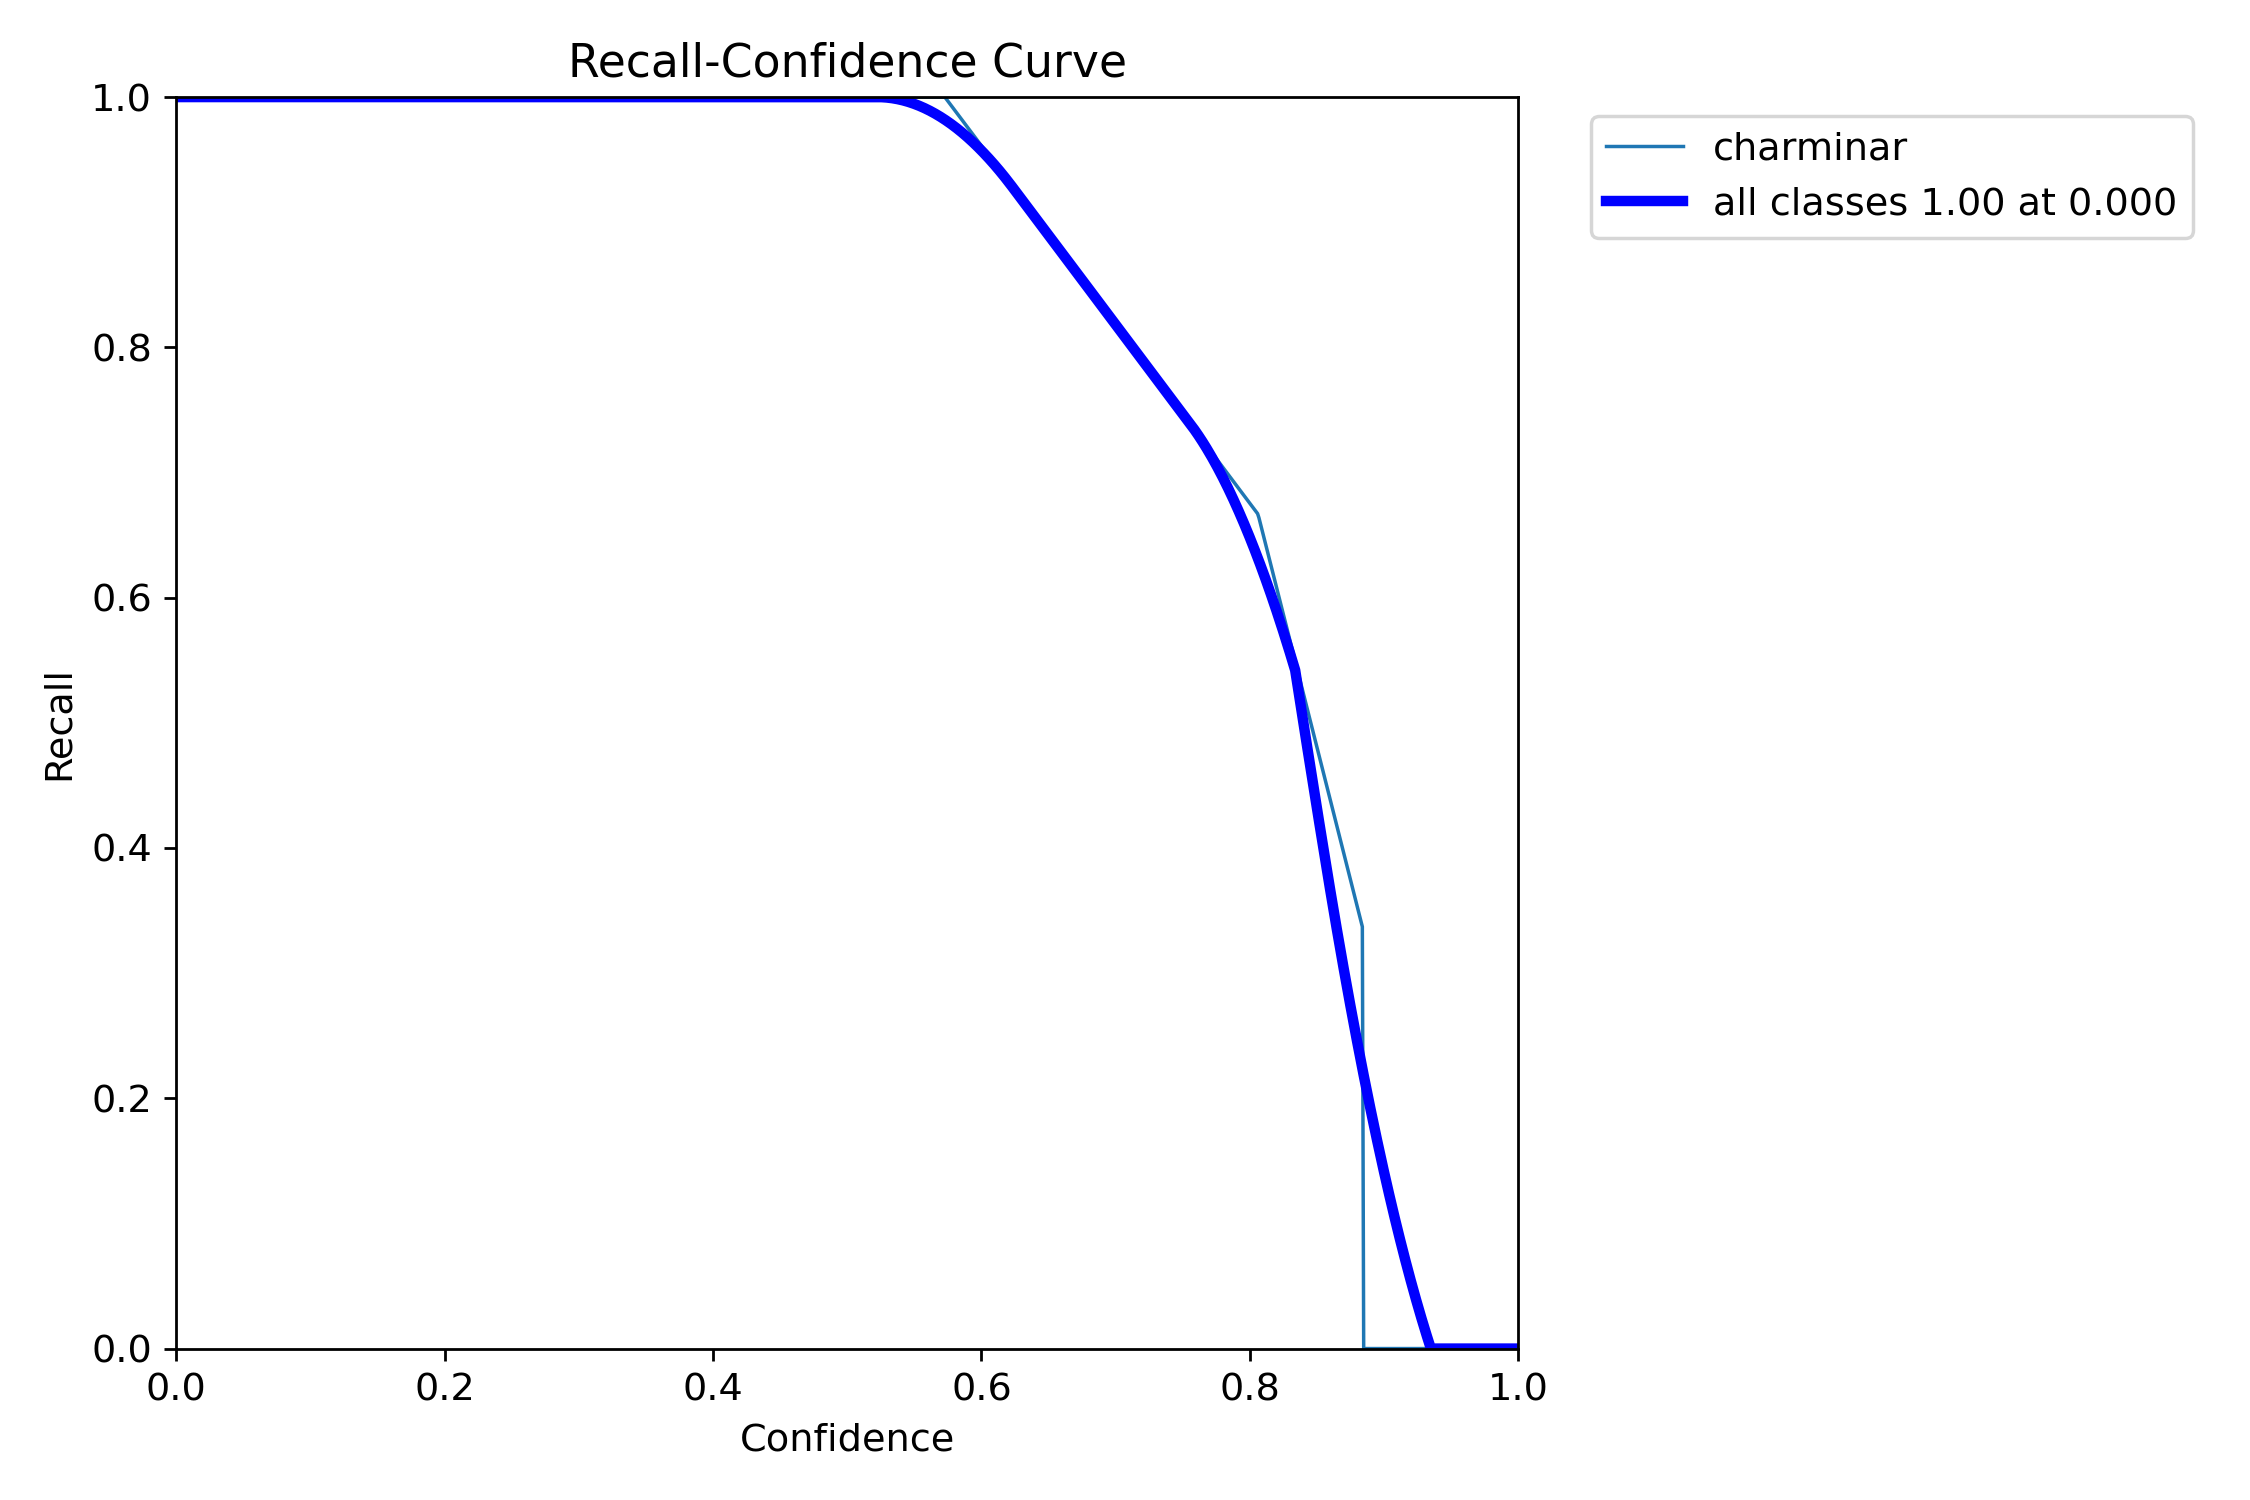 Recall-Confidence Curve
charminar
all classes 1.00 at 0.000
1.0
0.8
0.6
0.4
0.2
0.0
Recall
0.0 0.2 0.4 0.6 0.8 1.0
Confidence